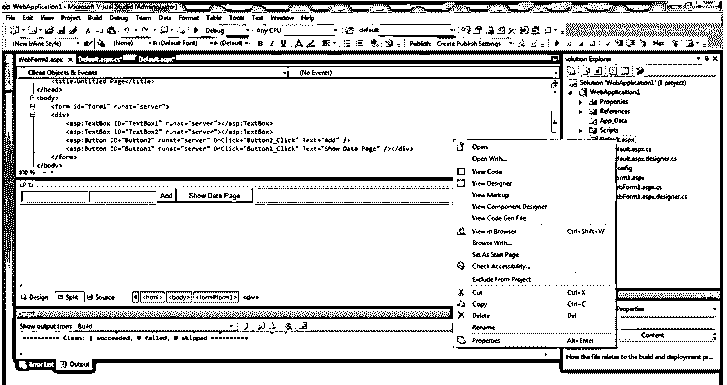 WebApplication1 - Microsoft Visual Studio (Administrator)
File Edit View Project Build Debug Team Data Format Table Tools Test Window Help
Debug Any CPU default
(New Inline Style) (None) (Default Font) (Default B I U A Publish: Create Publish Settings
WebForm1.aspx Default.aspx.cs Default.aspx
Client Objects & Events (No Events)
<title>Untitled Page</title>
</head>
<body>
<form id="form1" runat="server">
<div>
<asp:TextBox ID="TextBox1" runat="server"></asp:TextBox>
<asp:TextBox ID="TextBox2" runat="server"></asp:TextBox>
<asp:Button ID="Button2" runat="server" OnClick="Button2_Click" Text="Add" />
<asp:Button ID="Button1" runat="server" OnClick="Button1_Click" Text="Show Data Page" /></div>
</form>
</body>
100 %
Add Show Data Page
Design Split Source <html> <body> <form#form1> <div>
Show output from: Build
---------- Clean: 1 succeeded, 0 failed, 0 skipped ----------
Error List Output
Solution Explorer
Solution 'WebApplication1' (1 project)
WebApplication1
Properties
References
App_Data
Scripts
Default.aspx
default.aspx.cs
default.aspx.designer.cs
config
Form1.aspx
ebForm1.aspx.cs
ebForm1.aspx.designer.cs
Open
Open With...
View Code
View Designer
View Markup
View Component Designer
View Code Gen File
View in Browser Ctrl+Shift+W
Browse With...
Set As Start Page
Check Accessibility...
Exclude From Project
Cut Ctrl+X
Copy Ctrl+C
Delete Del
Rename
Properties Alt+Enter
Properties
Content
How the file relates to the build and deployment pr...